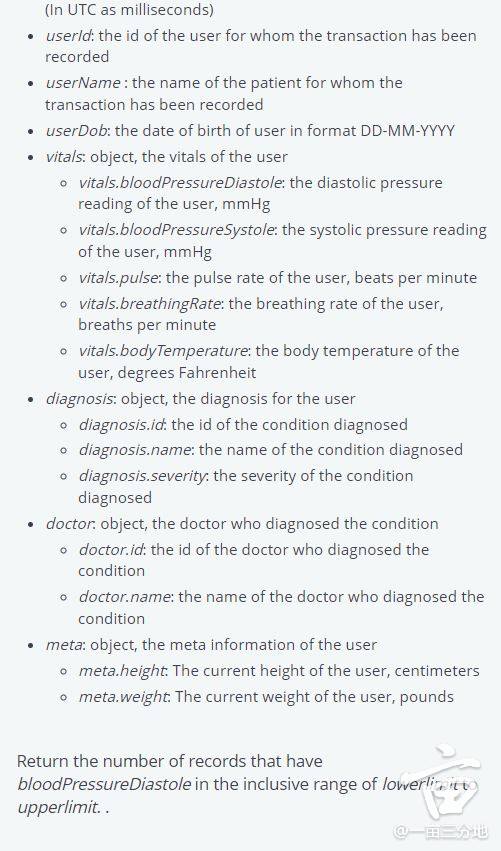 (In UTC as milliseconds)
userId: the id of the user for whom the transaction has been
recorded
userName : the name of the patient for whom the
transaction has been recorded
userDob: the date of birth of user in format DD-MM-YYYY
vitals: object, the vitals of the user
vitals.bloodPressureDiastole: the diastolic pressure
reading of the user, mmHg
vitals.bloodPressureSystole: the systolic pressure reading
of the user, mmHg
vitals.pulse: the pulse rate of the user, beats per minute
vitals.breathingRate: the breathing rate of the user,
breaths per minute
vitals.bodyTemperature: the body temperature of the
user, degrees Fahrenheit
diagnosis: object, the diagnosis for the user
diagnosis.id: the id of the condition diagnosed
diagnosis.name: the name of the condition diagnosed
diagnosis.severity: the severity of the condition
diagnosed
doctor: object, the doctor who diagnosed the condition
doctor.id: the id of the doctor who diagnosed the
condition
doctor.name: the name of the doctor who diagnosed the
condition
meta: object, the meta information of the user
meta.height: The current height of the user, centimeters
meta.weight: The current weight of the user, pounds
Return the number of records that have
bloodPressureDiastole in the inclusive range of lowerlimit to
upperlimit. .
@一亩三分地